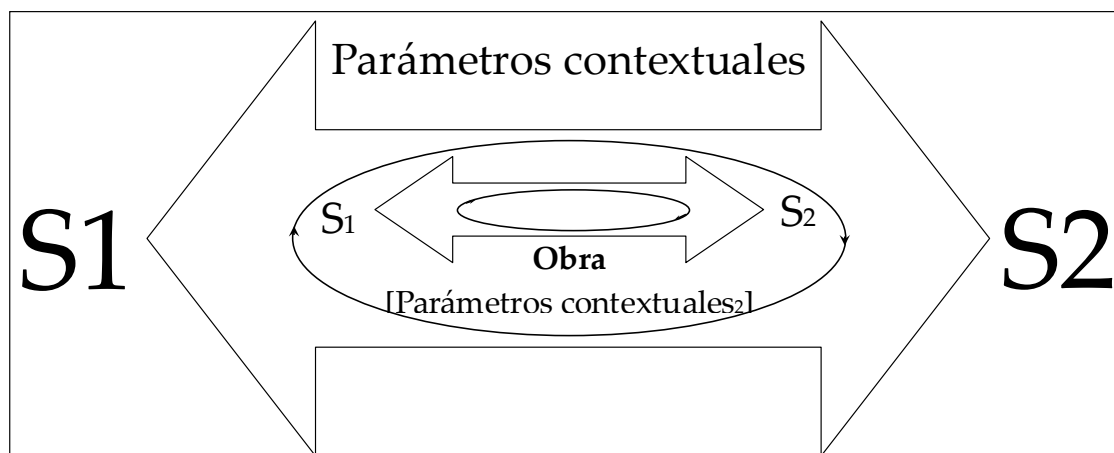 Parámetros contextuales
S1
S2
S1
S2
Obra
[Parámetros contextuales2]